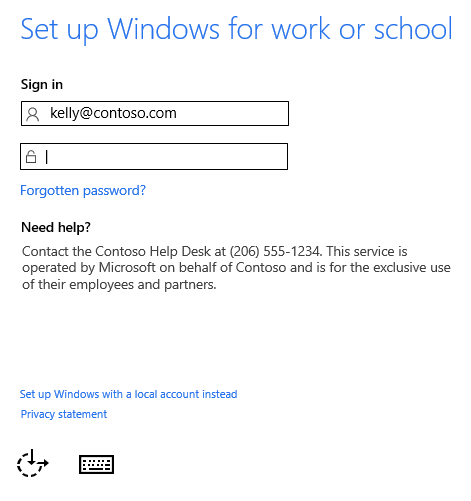 Set up Windows for work or school
Sign in
kelly@contoso.com
Forgotten password?
Need help?
Contact the Contoso Help Desk at (206) 555-1234. This service is
operated by Microsoft on behalf of Contoso and is for the exclusive use
of their employees and partners.
Set up Windows with a local account instead
Privacy statement